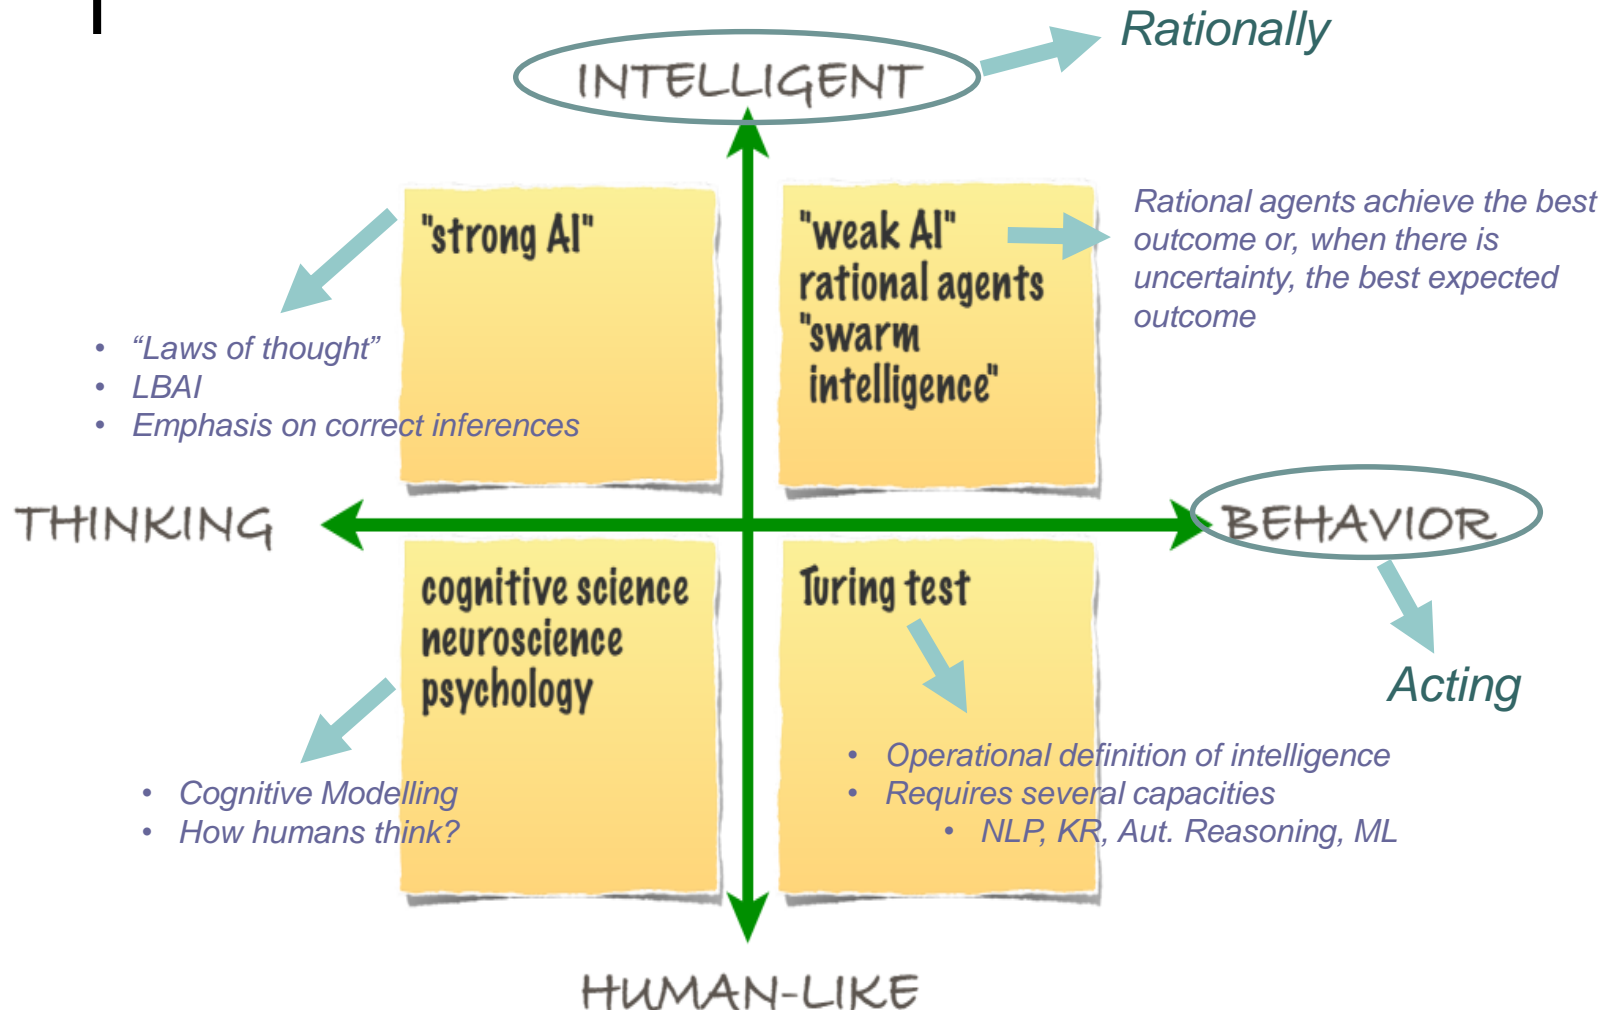 Rationally
INTELLIGENT
"strong AI"
"weak AI"
rational agents
"swarm
intelligence"
Rational agents achieve the best
outcome or, when there is
uncertainty, the best expected
outcome
• “Laws of thought”
• LBAI
• Emphasis on correct inferences
THINKING
BEHAVIOR
cognitive science
neuroscience
psychology
Turing test
Acting
• Cognitive Modelling
• How humans think?
• Operational definition of intelligence
• Requires several capacities
• NLP, KR, Aut. Reasoning, ML
HUMAN-LIKE